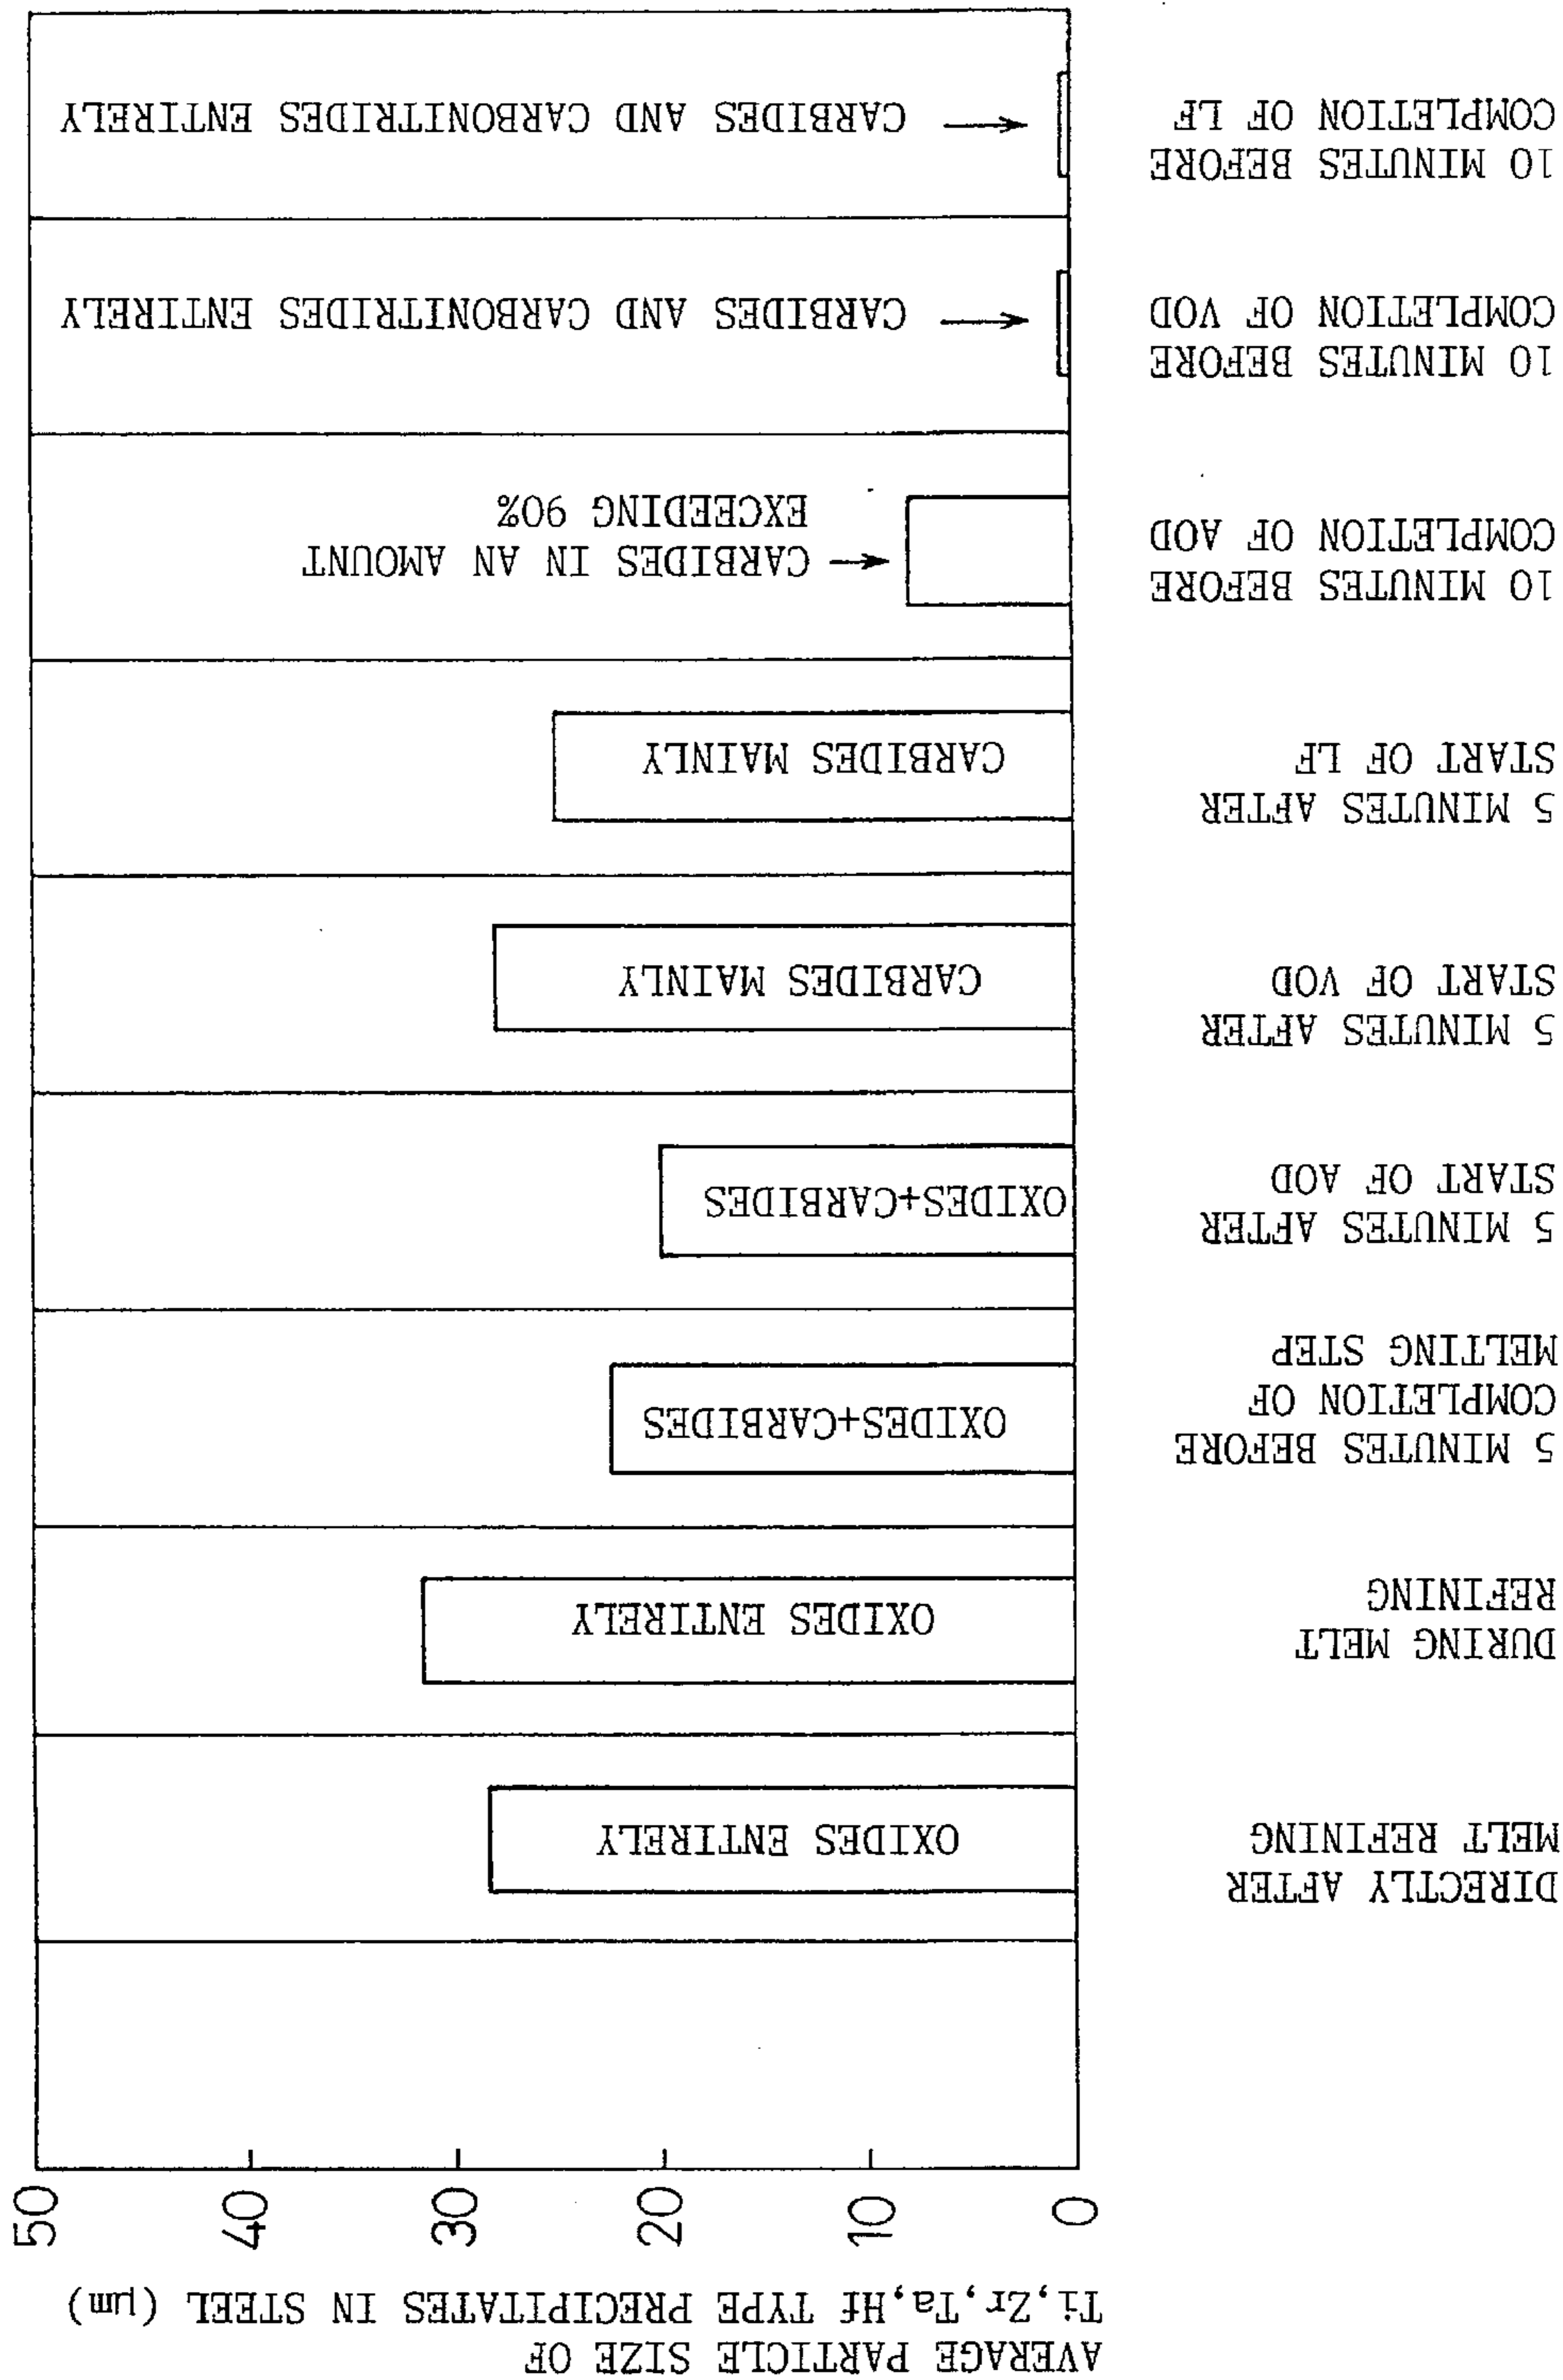 AVERAGE PARTICLE SIZE OF
Ti,Zr,Ta,Hf TYPE PRECIPITATES IN STEEL (μm)
0
10
20
30
40
50
DIRECTLY AFTER
MELT REFINING
OXIDES ENTIRELY
DURING MELT
REFINING
OXIDES ENTIRELY
5 MINUTES BEFORE
COMPLETION OF
MELTING STEP
OXIDES+CARBIDES
5 MINUTES AFTER
START OF AOD
OXIDES+CARBIDES
5 MINUTES AFTER
START OF VOD
CARBIDES MAINLY
5 MINUTES AFTER
START OF LF
CARBIDES MAINLY
10 MINUTES BEFORE
COMPLETION OF AOD
CARBIDES IN AN AMOUNT
EXCEEDING 90%
10 MINUTES BEFORE
COMPLETION OF VOD
CARBIDES AND CARBONITRIDES ENTIRELY
10 MINUTES BEFORE
COMPLETION OF LF
CARBIDES AND CARBONITRIDES ENTIRELY